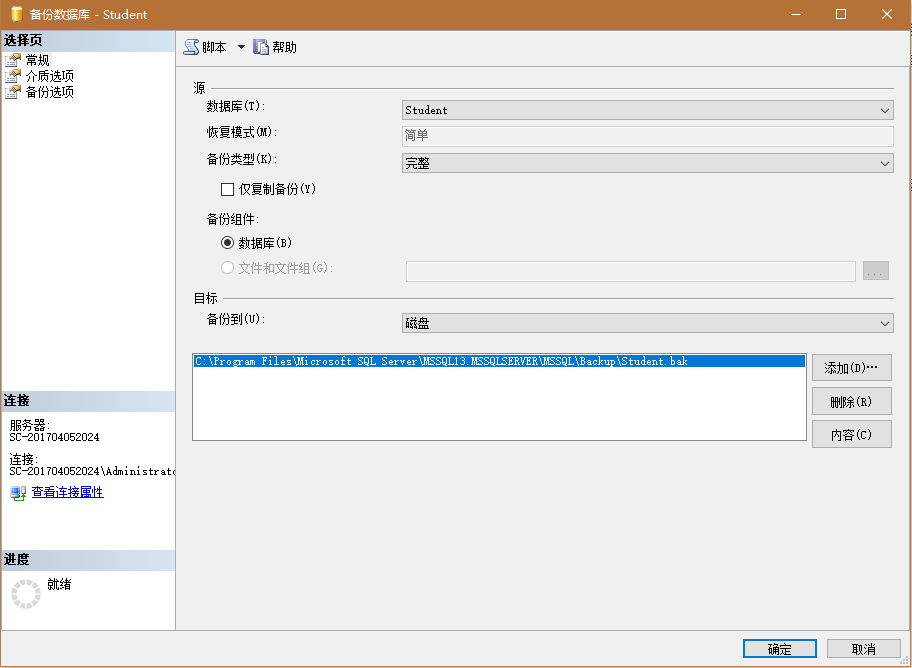 备份数据库 - Student
选择页
常规
介质选项
备份选项
脚本
帮助
源
数据库(T):
Student
恢复模式(M):
简单
备份类型(K):
完整
仅复制备份(Y)
备份组件:
数据库(B)
文件和文件组(G):
...
目标
备份到(U):
磁盘
C:\Program Files\Microsoft SQL Server\MSSQL13.MSSQLSERVER\MSSQL\Backup\Student.bak
添加(D)…
删除(R)
内容(C)
连接
服务器:
SC-201704052024
连接:
SC-201704052024\Administrato
查看连接属性
进度
就绪
确定
取消